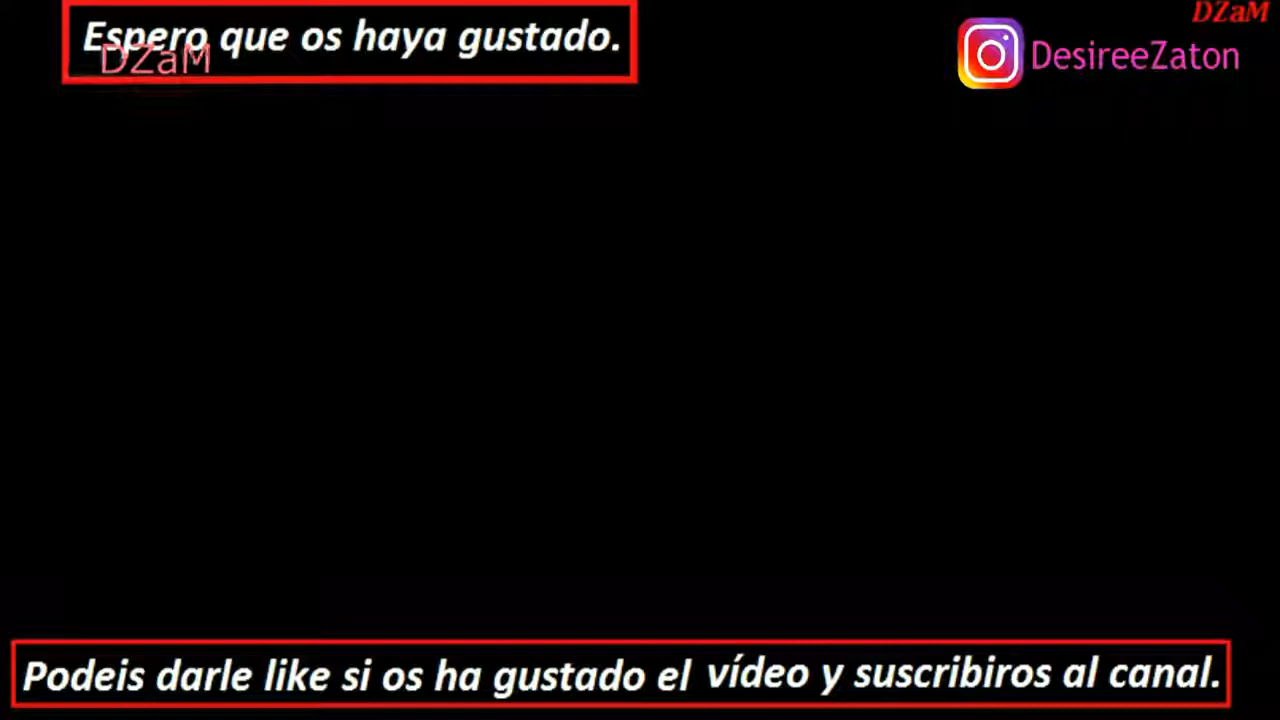 DZaM
Espero que os haya gustado.
DZaM
DesireeZaton
Podeis darle like si os ha gustado el vídeo y suscribiros al canal.